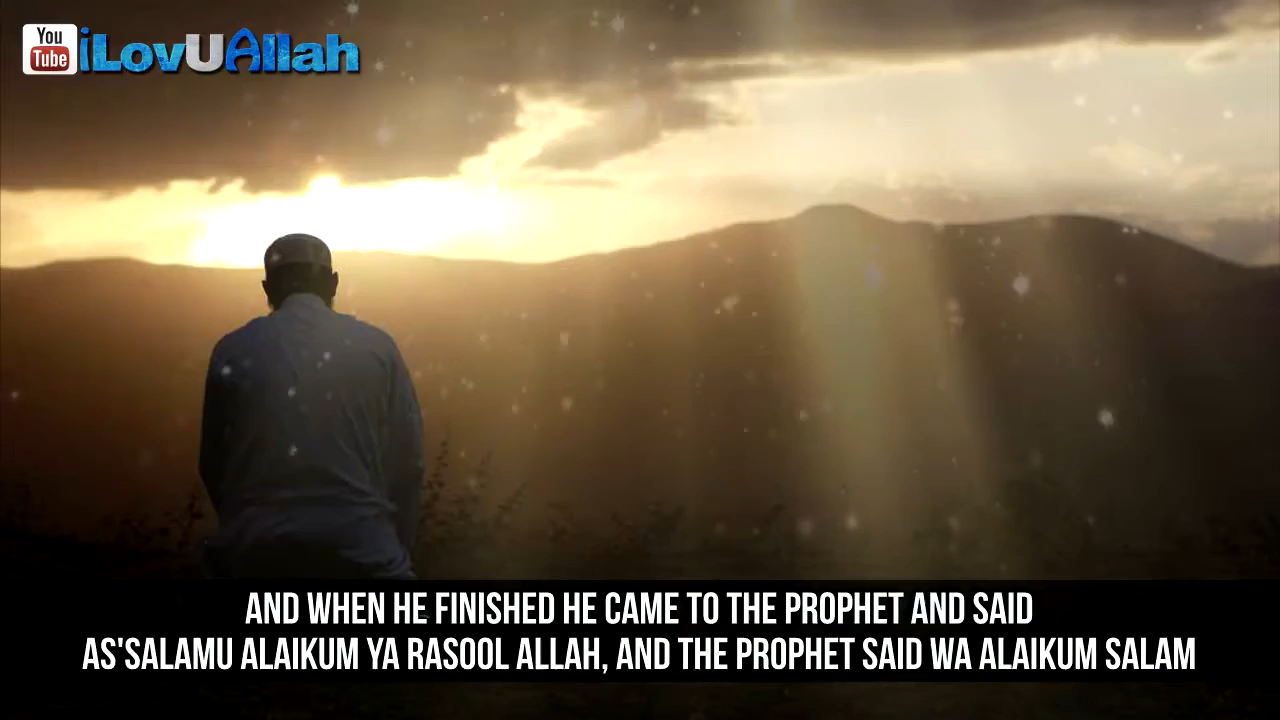 You
Tube
iLovUAllah
AND WHEN HE FINISHED HE CAME TO THE PROPHET AND SAID
AS'SALAMU ALAIKUM YA RASOOL ALLAH, AND THE PROPHET SAID WA ALAIKUM SALAM